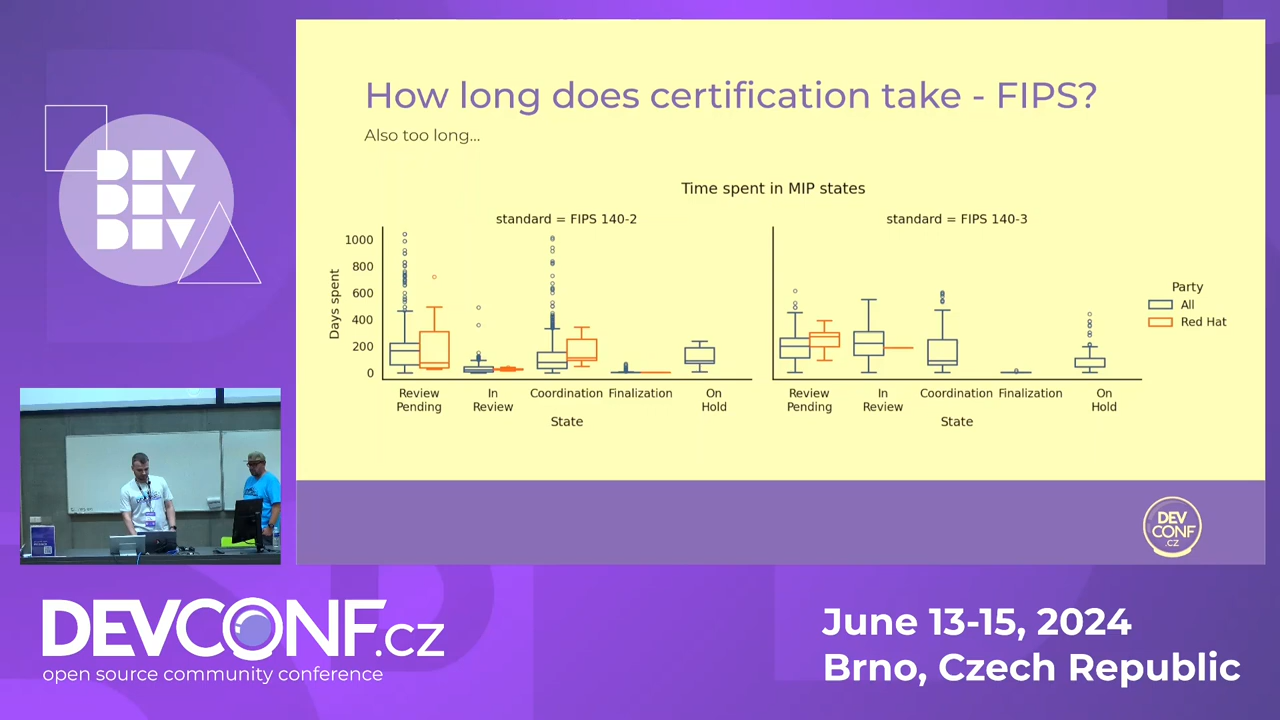 How long does certification take - FIPS?
Also too long...
Time spent in MIP states
standard = FIPS 140-2
standard = FIPS 140-3
Days spent
1000
800
600
400
200
0
Review Pending
In Review
Coordination
Finalization
On Hold
State
Review Pending
In Review
Coordination
Finalization
On Hold
State
Party
All
Red Hat
DEV
CONF
.CZ
DEV
DEV
DEV
DEVCONF.cz
open source community conference
June 13-15, 2024
Brno, Czech Republic